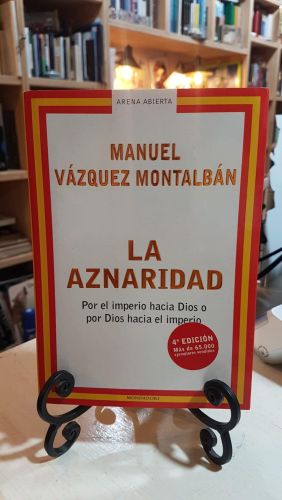 ARENA ABIERTA
MANUEL
VÁZQUEZ MONTALBÁN
LA
AZNARIDAD
Por el imperio hacia Dios o
por Dios hacia el imperio
4ª EDICIÓN
Más de 65.000
ejemplares vendidos
MONDADORI